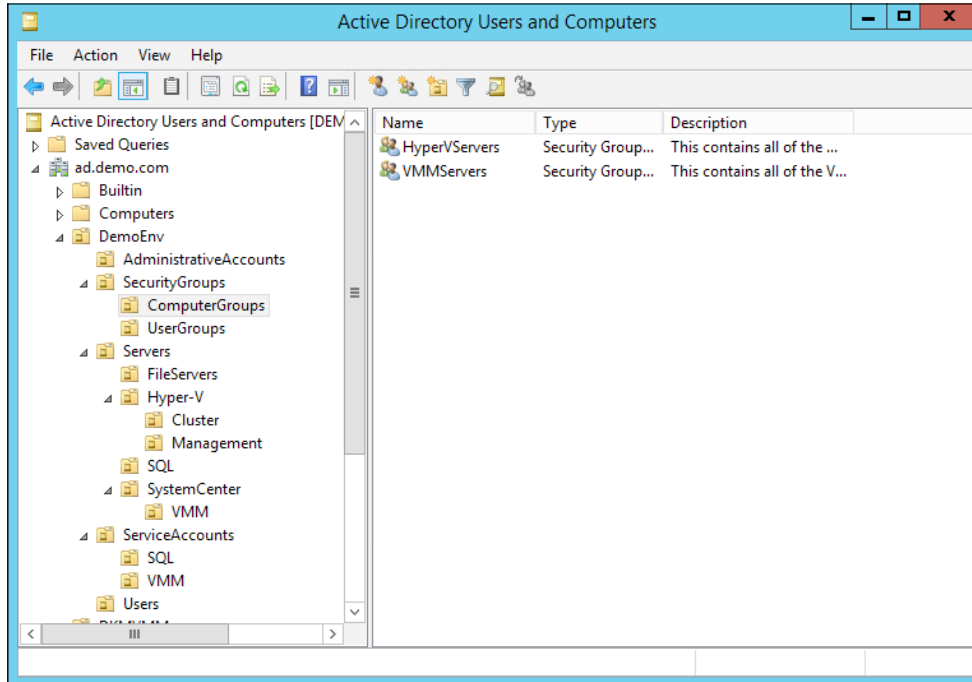 Active Directory Users and Computers
x
File Action View Help
Active Directory Users and Computers [DEM
Saved Queries
ad.demo.com
Builtin
Computers
DemoEnv
AdministrativeAccounts
SecurityGroups
ComputerGroups
UserGroups
Servers
FileServers
Hyper-V
Cluster
Management
SQL
SystemCenter
VMM
ServiceAccounts
SQL
VMM
Users
Name Type Description
HyperVServers Security Group... This contains all of the ...
VMMServers Security Group... This contains all of the V...